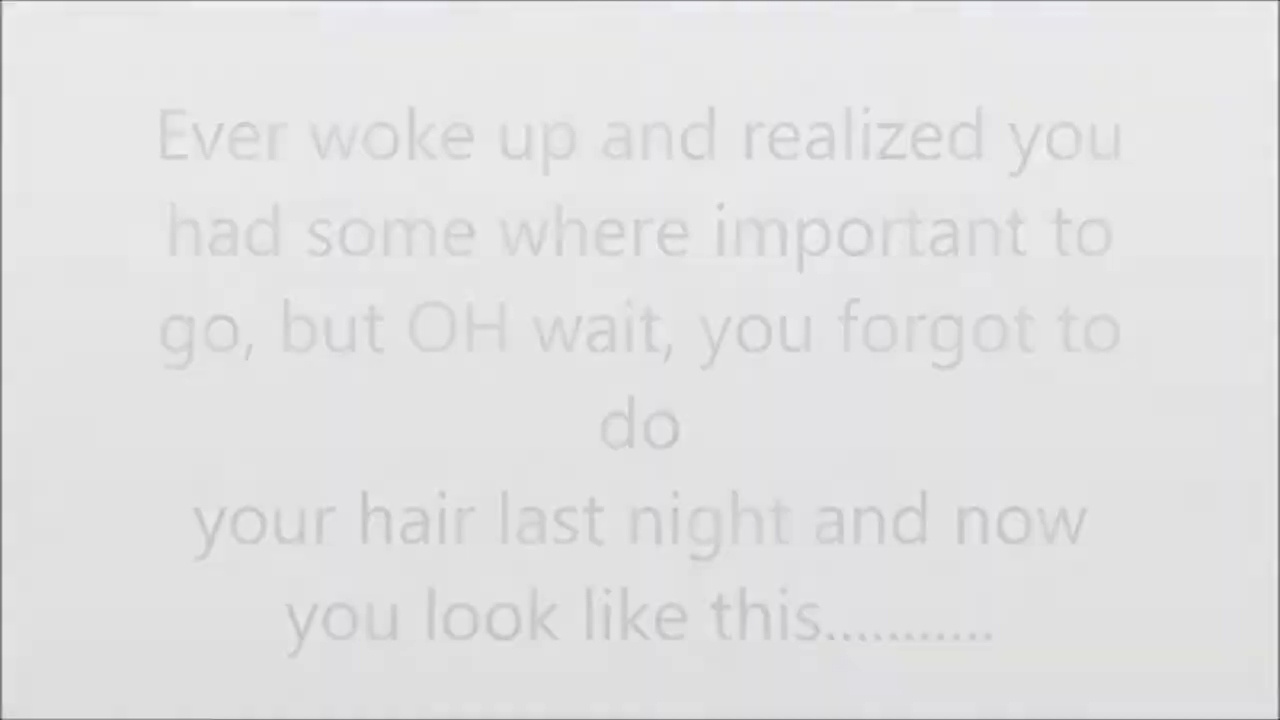 Ever woke up and realized you
had some where important to
go, but OH wait, you forgot to
do
your hair last night and now
you look like this...........